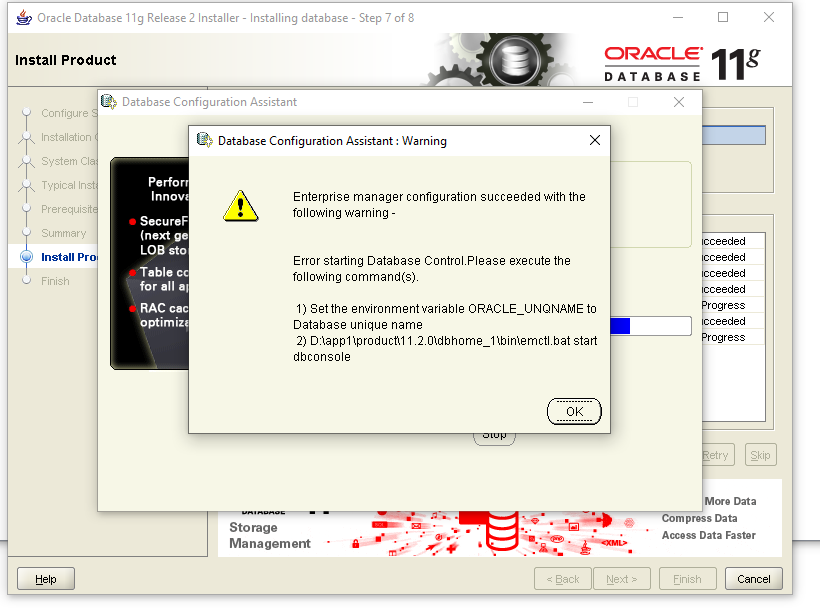 Oracle Database 11g Release 2 Installer - Installing database - Step 7 of 8
Install Product
ORACLE
DATABASE
11g
Configure S
Installation
System Clas
Typical Insta
Prerequisite
Summary
Install Pro
Finish
Database Configuration Assistant
Perform
Innova
SecureF
(next ge
LOB sto
Table co
for all ap
RAC cac
optimiza
Database Configuration Assistant : Warning
Enterprise manager configuration succeeded with the
following warning -
Error starting Database Control.Please execute the
following command(s).
1) Set the environment variable ORACLE_UNQNAME to
Database unique name
2) D:\app1\product\11.2.0\dbhome_1\bin\emctl.bat start
dbconsole
OK
Stop
ucceeded
ucceeded
ucceeded
ucceeded
Progress
ucceeded
Progress
Retry
Skip
DATABASE
Storage
Management
<XML>
More Data
Compress Data
Access Data Faster
Help
< Back
Next >
Finish
Cancel